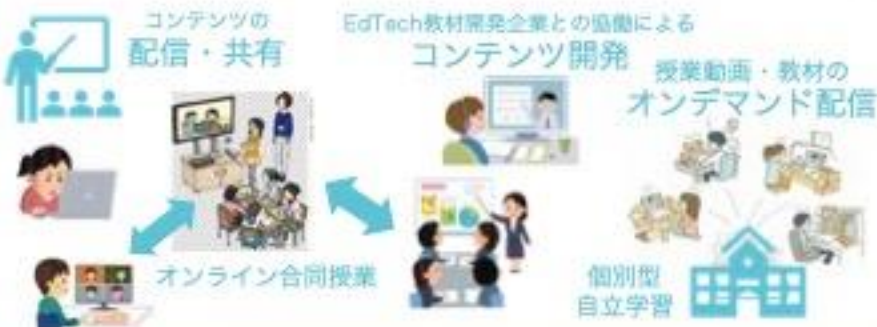 コンテンツの
配信・共有
EdTech教材開発企業との協働による
コンテンツ開発
授業動画・教材の
オンデマンド配信
オンライン合同授業
個別型
自立学習